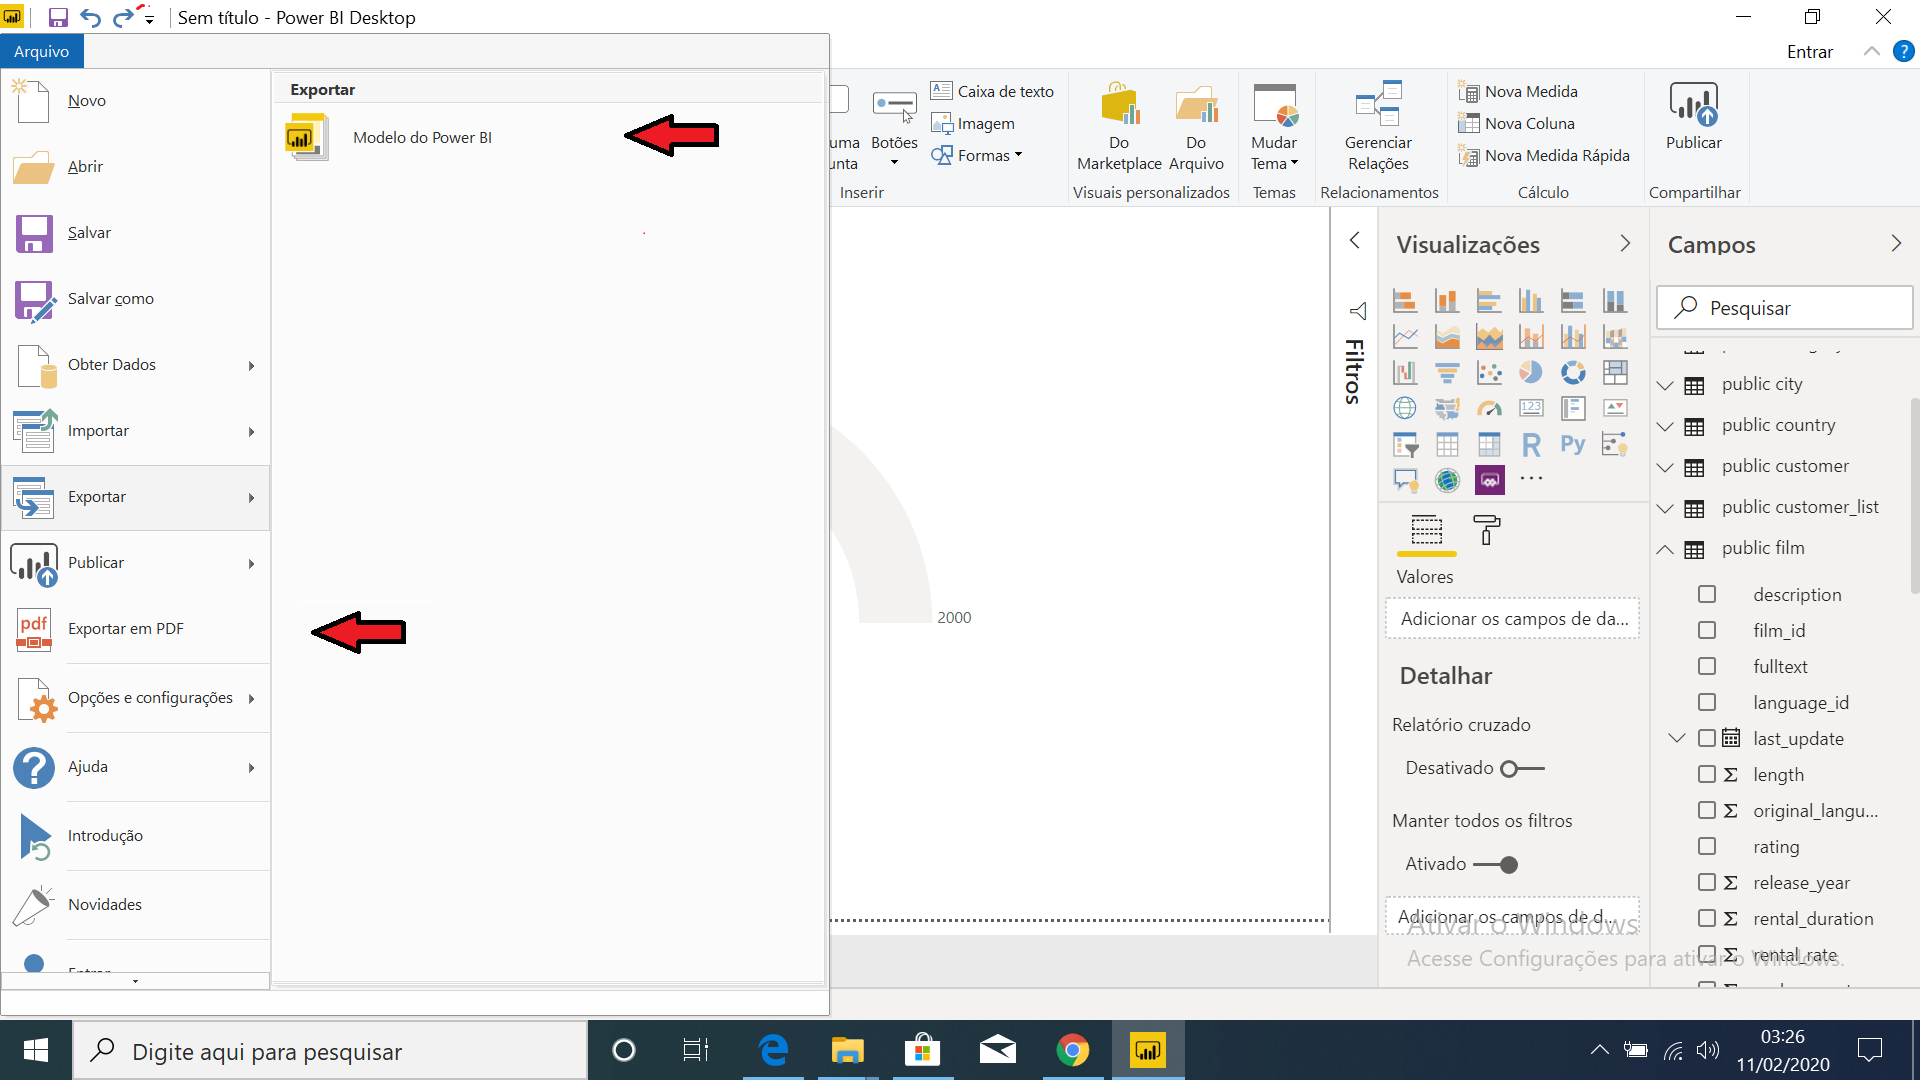 Sem título - Power BI Desktop
Arquivo
Entrar
Novo
Abrir
Salvar
Salvar como
Obter Dados
Importar
Exportar
Publicar
pdf
Exportar em PDF
Opções e configurações
Ajuda
Introdução
Novidades
Exportar
Modelo do Power BI
uma
unta
Botões
Caixa de texto
Imagem
Formas
Inserir
Do
Marketplace
Do
Arquivo
Visuais personalizados
Mudar
Tema
Temas
Gerenciar
Relações
Relacionamentos
Nova Medida
Nova Coluna
Nova Medida Rápida
Cálculo
Publicar
Compartilhar
2000
Filtros
Visualizações
123
R
Py
Valores
Adicionar os campos de da...
Detalhar
Relatório cruzado
Desativado
Manter todos os filtros
Ativado
Adicionar os campos de d...
Campos
Pesquisar
public city
public country
public customer
public customer_list
public film
description
film_id
fulltext
language_id
last_update
length
original_langu...
rating
release_year
rental_duration
rental_rate
Ativar o Windows
Acesse Configurações para ativar o Windows.
Digite aqui para pesquisar
03:26
11/02/2020